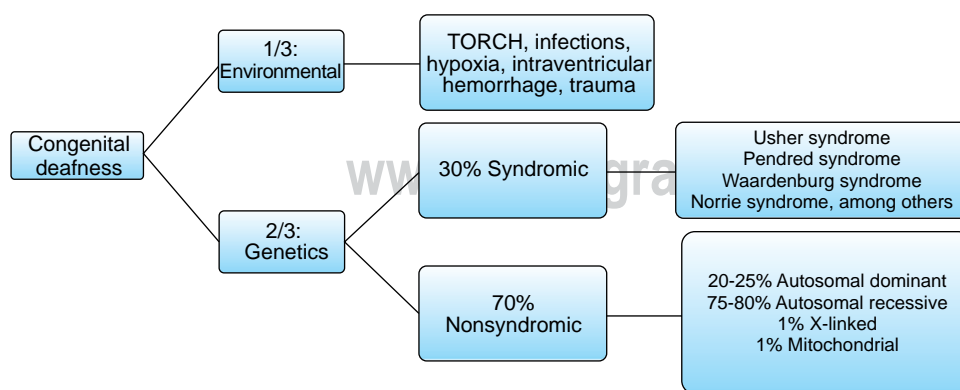 Congenital
deafness
1/3:
Environmental
TORCH, infections,
hypoxia, intraventricular
hemorrhage, trauma
2/3:
Genetics
30% Syndromic
Usher syndrome
Pendred syndrome
Waardenburg syndrome
Norrie syndrome, among others
70%
Nonsyndromic
20-25% Autosomal dominant
75-80% Autosomal recessive
1% X-linked
1% Mitochondrial